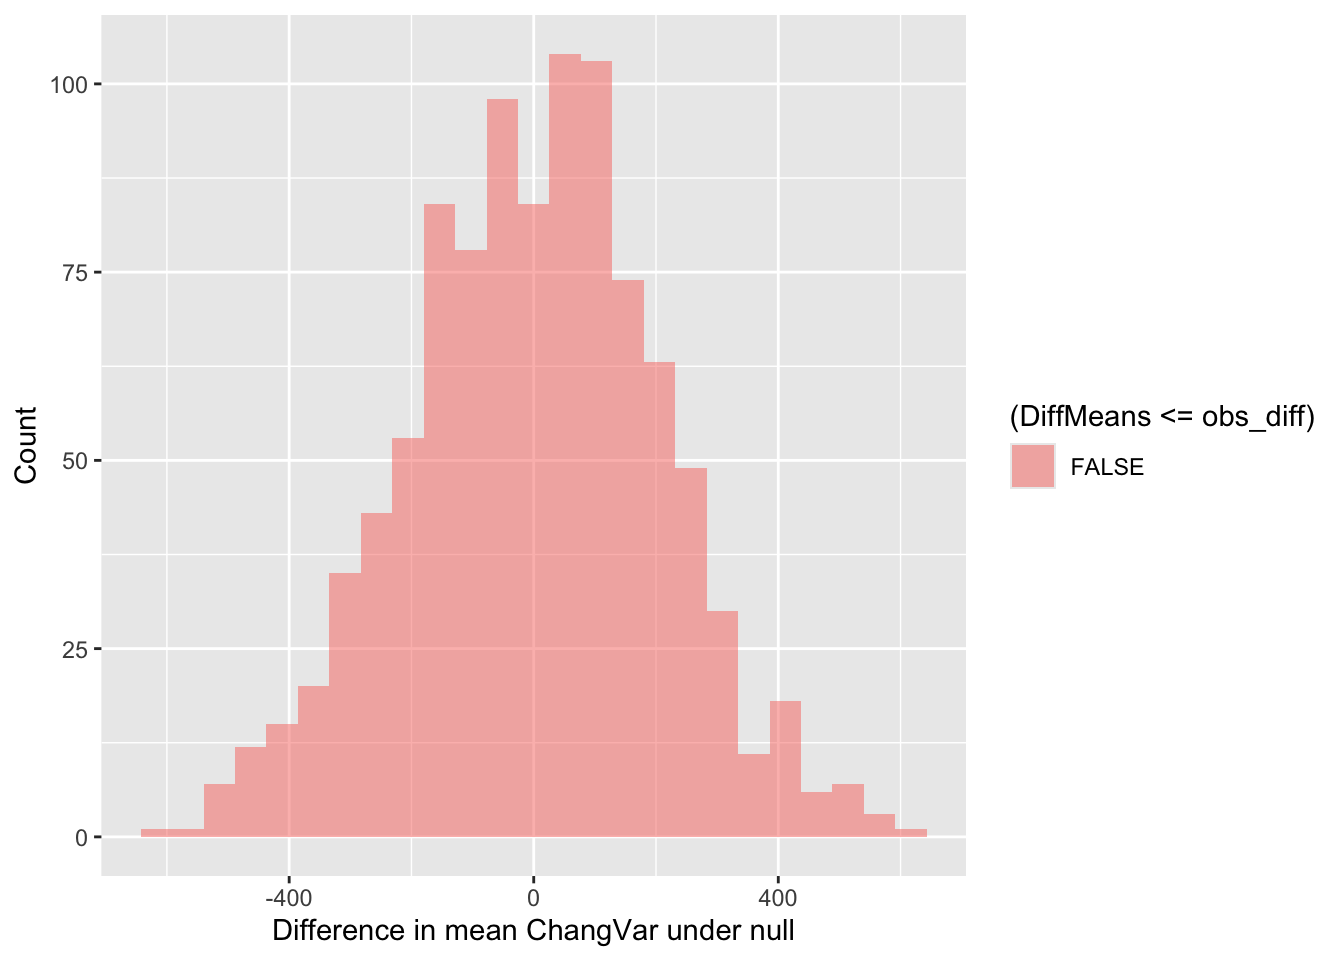 100
75
50
25
0
Count
-400
0
400
Difference in mean ChangVar under null
(DiffMeans <= obs_diff)
FALSE